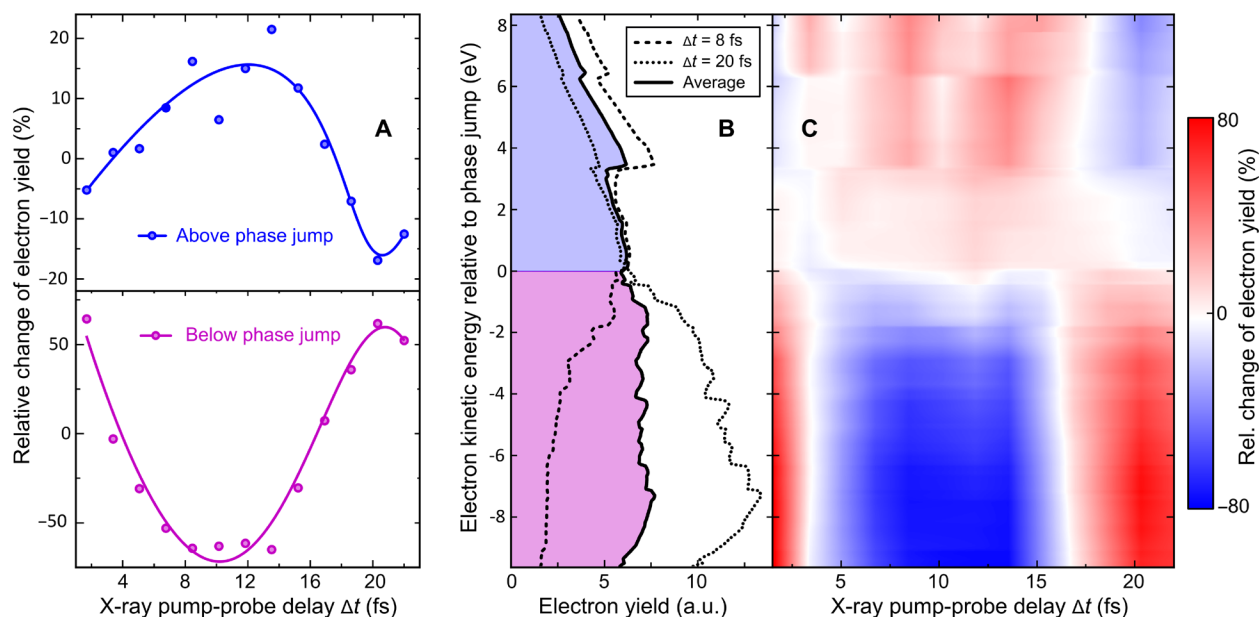 Relative change of electron yield (%)
20
10
0
−10
−20
A
Above phase jump
50
0
−50
Below phase jump
4
8
12
16
20
X-ray pump-probe delay Δt (fs)
Electron kinetic energy relative to phase jump (eV)
8
6
4
2
0
-2
-4
-6
-8
Δt = 8 fs
Δt = 20 fs
Average
B
0
5
10
Electron yield (a.u.)
C
5
10
15
20
X-ray pump-probe delay Δt (fs)
80
0
−80
Rel. change of electron yield (%)